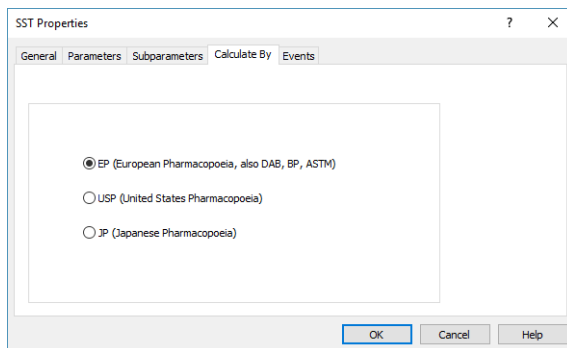 SST Properties ? ✕
General Parameters Subparameters Calculate By Events
EP (European Pharmacopoeia, also DAB, BP, ASTM)
USP (United States Pharmacopoeia)
JP (Japanese Pharmacopoeia)
OK Cancel Help